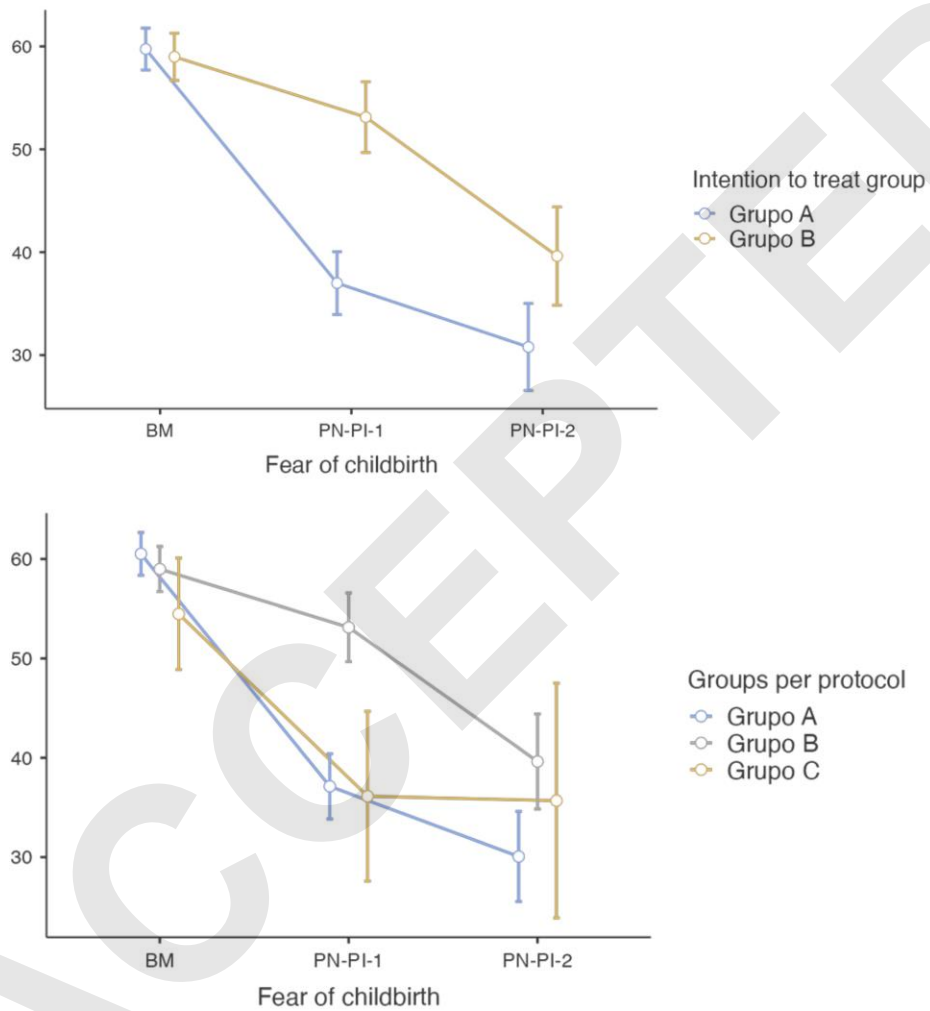 60
50
40
30
BM
PN-PI-1
PN-PI-2
Fear of childbirth
Intention to treat group
Grupo A
Grupo B
60
50
40
30
BM
PN-PI-1
PN-PI-2
Fear of childbirth
Groups per protocol
Grupo A
Grupo B
Grupo C
ACCEPTED